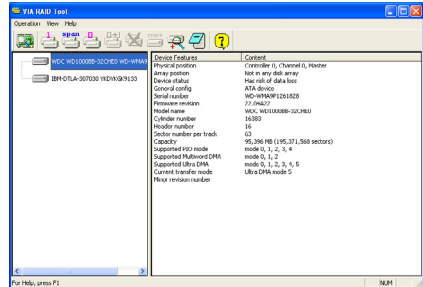 VIA RAID Tool
Operation View Help
1 span 0 0+1 spare ?
Device Features Content
WDC WD1000BB-32CHE0 WD-WMA9
IBM-DTLA-307030 YKDYKGK9133
Physical position Controller 0, Channel 0, Master
Array position Not in any disk array
Device status Has risk of data loss
General config ATA device
Serial number WD-WMA9P1261828
Firmware revision 22.0HA22
Model name WDC WD1000BB-32CHE0
Cylinder number 16383
Header number 16
Sector number per track 63
Capacity 95,396 MB (195,371,568 sectors)
Supported PIO mode mode 0, 1, 2, 3, 4
Supported Multiword DMA mode 0, 1, 2
Supported Ultra DMA mode 0, 1, 2, 3, 4, 5
Current transfer mode Ultra DMA mode 5
Minor revision number
For Help, press F1 NUM